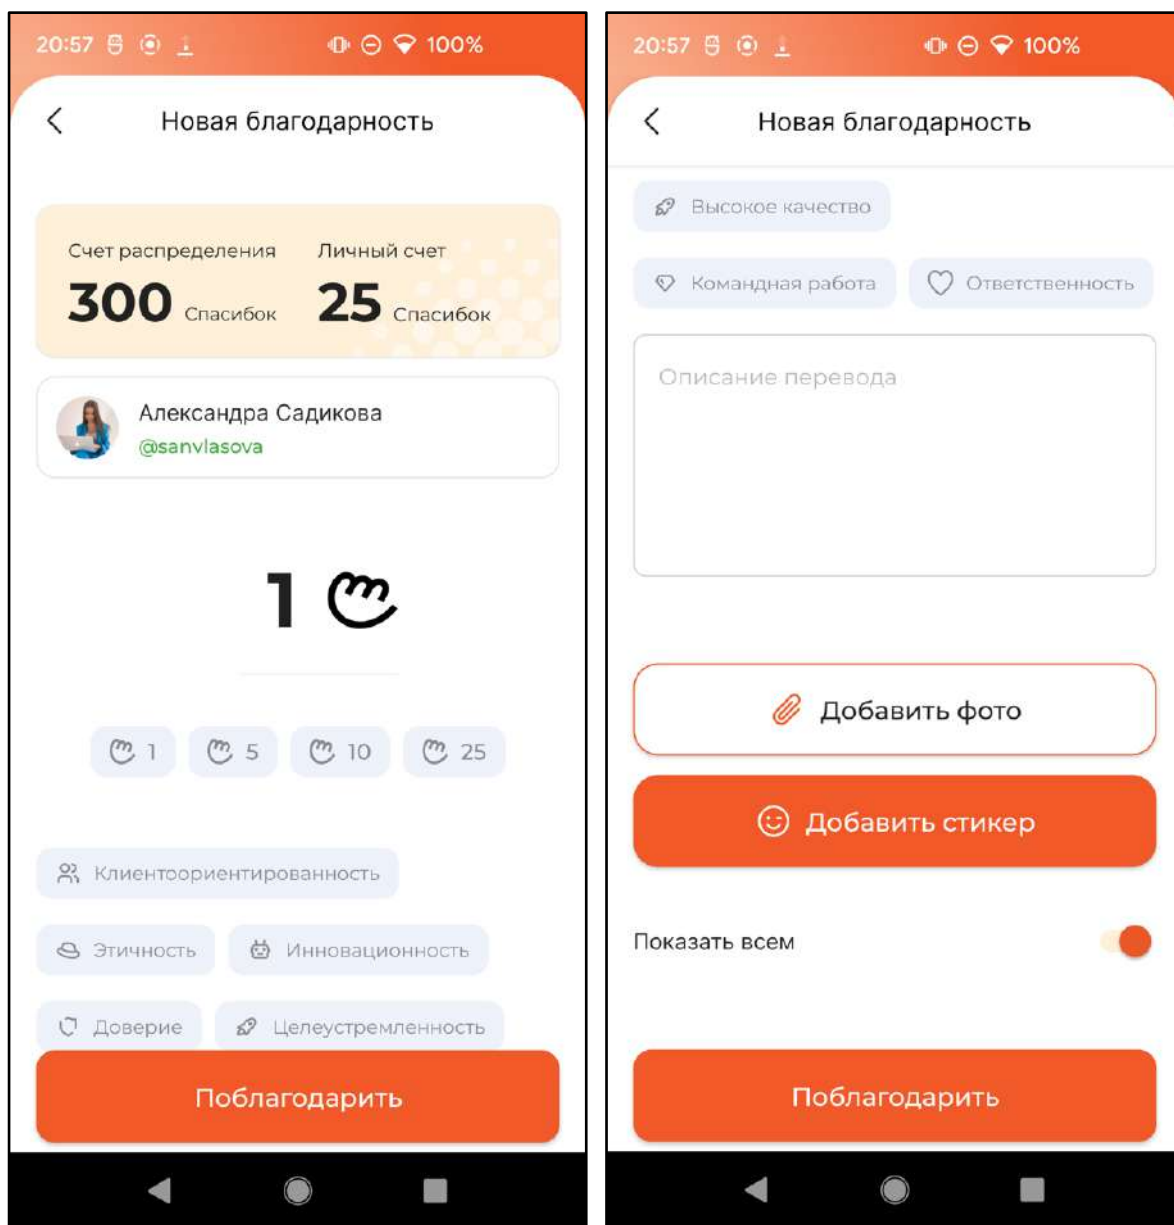 20:57 100%
Новая благодарность
Счет распределения Личный счет
300 Спасибок 25 Спасибок
Александра Садикова
@sanvlasova
1
1 5 10 25
Клиентоориентированность
Этичность Инновационность
Доверие Целеустремленность
Поблагодарить
20:57 100%
Новая благодарность
Высокое качество
Командная работа Ответственность
Описание перевода
Добавить фото
Добавить стикер
Показать всем
Поблагодарить